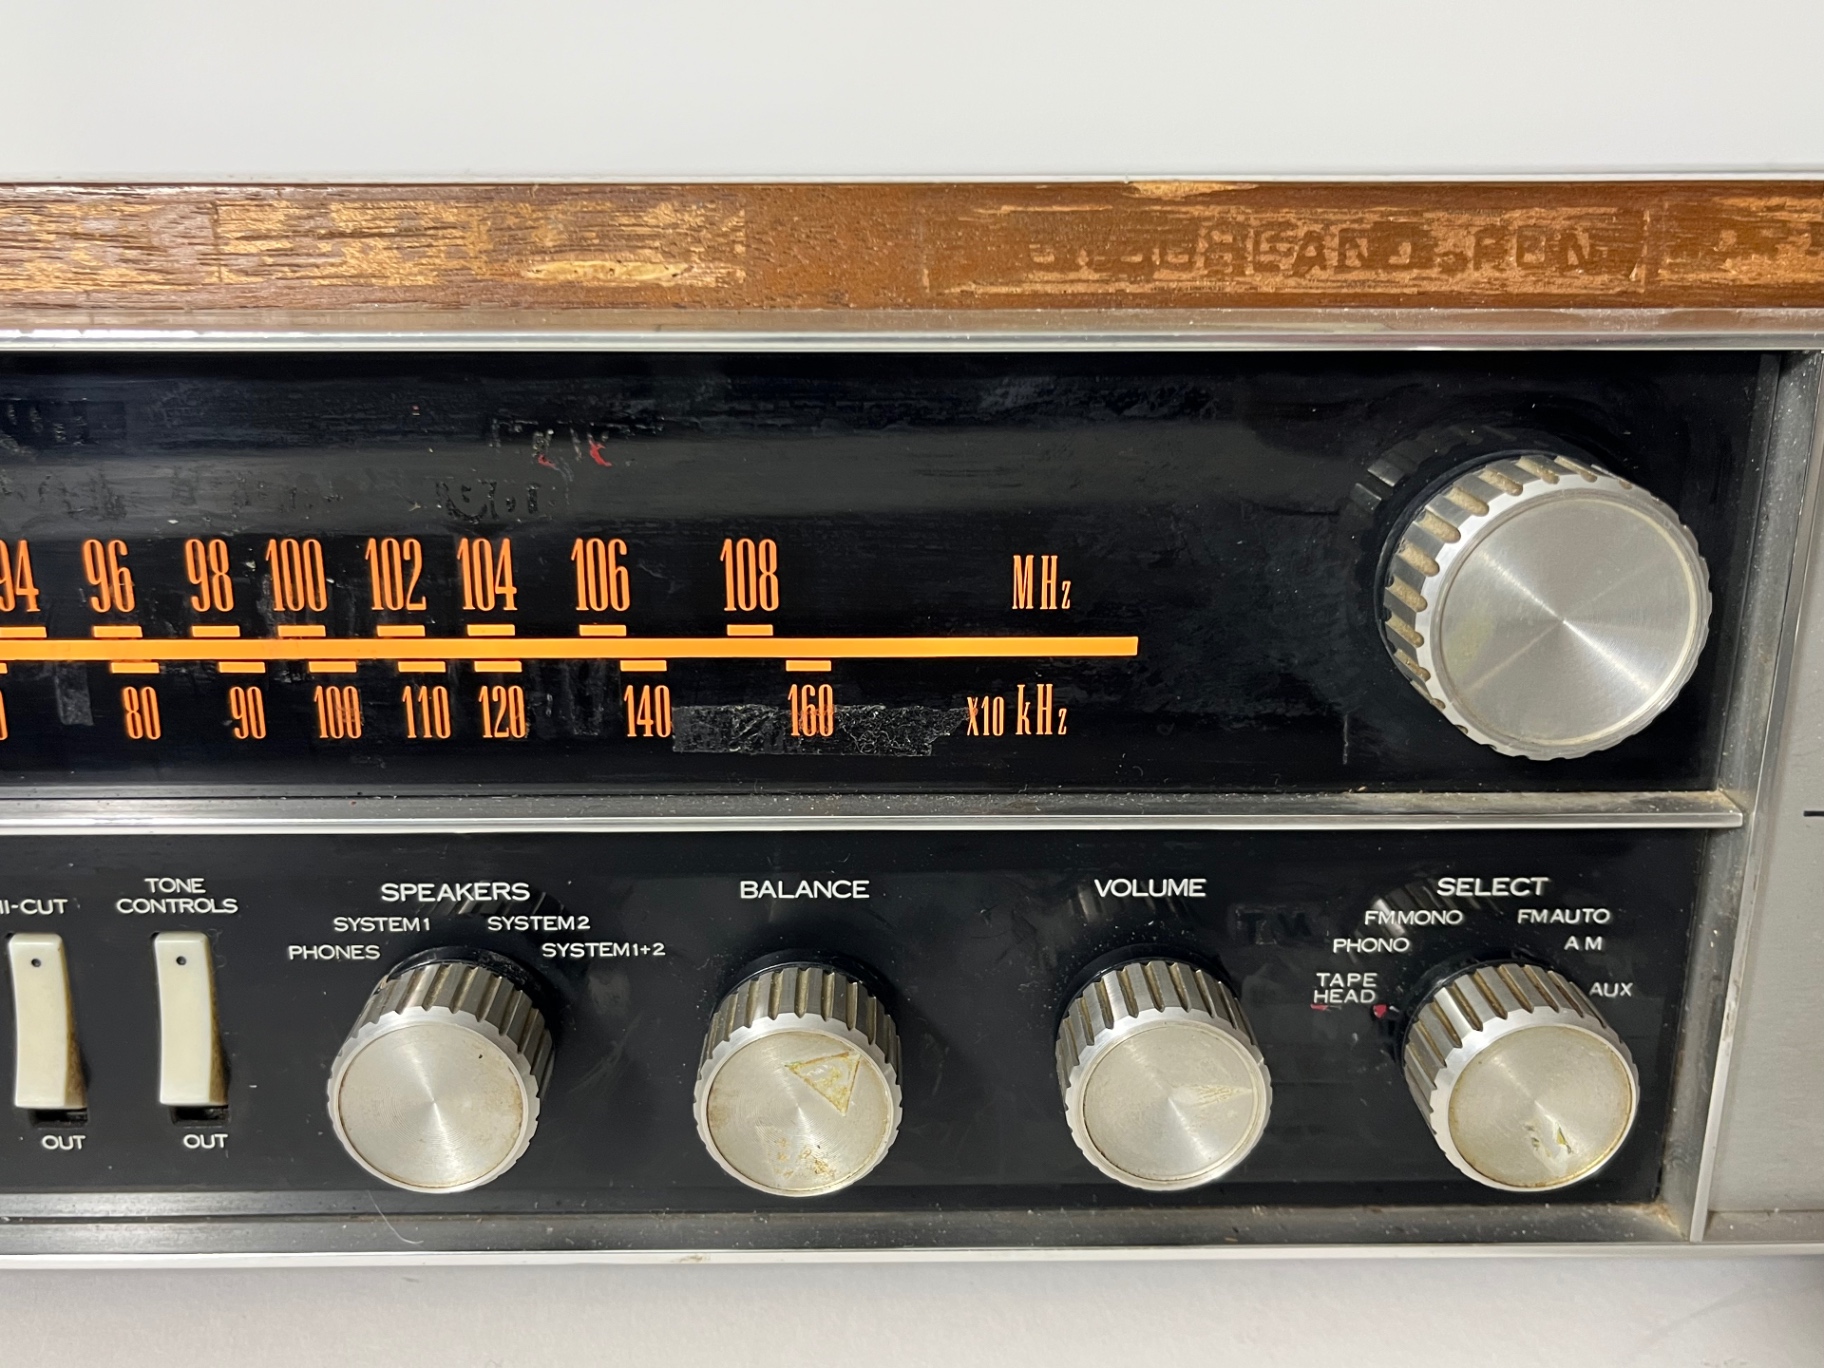 94 96 98 100 102 104 106 108 MHz
80 90 100 110 120 140 160 x10 kHz
HI-CUT
TONE
CONTROLS
OUT
OUT
SPEAKERS
SYSTEM1 SYSTEM2
PHONES SYSTEM1+2
BALANCE
VOLUME
SELECT
FM MONO FM AUTO
PHONO AM
TAPE
HEAD
AUX